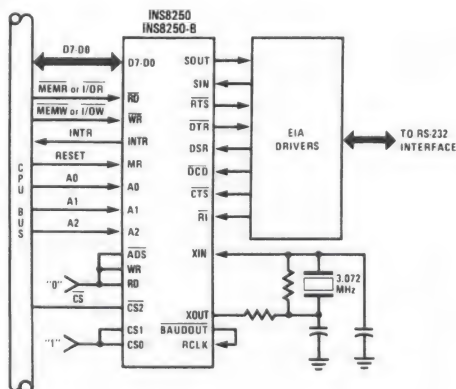 INS8250
INS8250-B
D7-D0
D7-D0
SOUT
SIN
MEMR or I/OR
RD
RTS
MEMW or I/OW
WR
DTR
EIA
DRIVERS
TO RS-232
INTERFACE
INTR
INTR
DSR
RESET
MR
DCD
CPU BUS
A0
A0
CTS
A1
A1
RI
A2
A2
ADS
XIN
WR
"0"
RD
3.072
MHz
CS
CS2
XOUT
CS1
BAUDOUT
"1"
CS0
RCLK